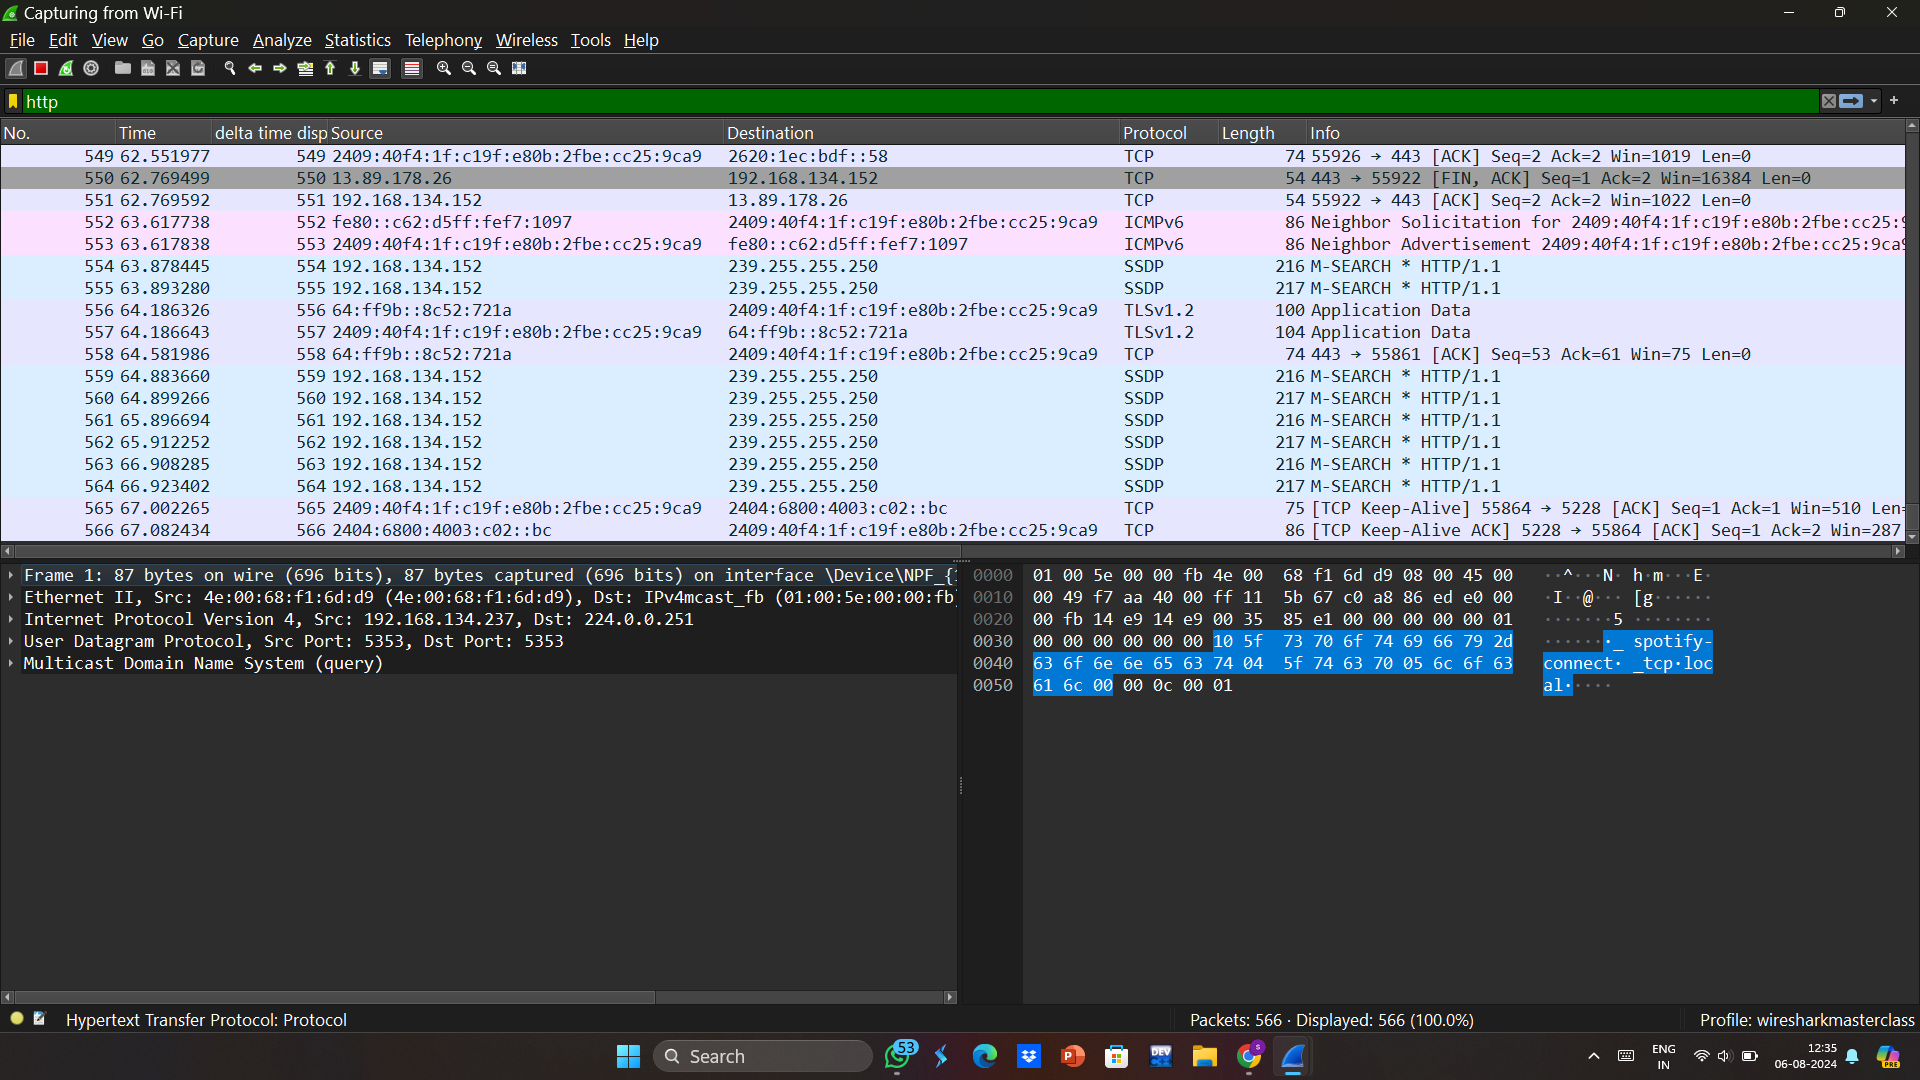 Capturing from Wi-Fi
File Edit View Go Capture Analyze Statistics Telephony Wireless Tools Help
http
No. Time delta time disp Source Destination Protocol Length Info
549 62.551977 549 2409:40f4:1f:c19f:e80b:2fbe:cc25:9ca9 2620:1ec:bdf::58 TCP 74 55926 → 443 [ACK] Seq=2 Ack=2 Win=1019 Len=0
550 62.769499 550 13.89.178.26 192.168.134.152 TCP 54 443 → 55922 [FIN, ACK] Seq=1 Ack=2 Win=16384 Len=0
551 62.769592 551 192.168.134.152 13.89.178.26 TCP 54 55922 → 443 [ACK] Seq=2 Ack=2 Win=1022 Len=0
552 63.617738 552 fe80::c62:d5ff:fef7:1097 2409:40f4:1f:c19f:e80b:2fbe:cc25:9ca9 ICMPv6 86 Neighbor Solicitation for 2409:40f4:1f:c19f:e80b:2fbe:cc25:9
553 63.617838 553 2409:40f4:1f:c19f:e80b:2fbe:cc25:9ca9 fe80::c62:d5ff:fef7:1097 ICMPv6 86 Neighbor Advertisement 2409:40f4:1f:c19f:e80b:2fbe:cc25:9ca
554 63.878445 554 192.168.134.152 239.255.255.250 SSDP 216 M-SEARCH * HTTP/1.1
555 63.893280 555 192.168.134.152 239.255.255.250 SSDP 217 M-SEARCH * HTTP/1.1
556 64.186326 556 64:ff9b::8c52:721a 2409:40f4:1f:c19f:e80b:2fbe:cc25:9ca9 TLSv1.2 100 Application Data
557 64.186643 557 2409:40f4:1f:c19f:e80b:2fbe:cc25:9ca9 64:ff9b::8c52:721a TLSv1.2 104 Application Data
558 64.581986 558 64:ff9b::8c52:721a 2409:40f4:1f:c19f:e80b:2fbe:cc25:9ca9 TCP 74 443 → 55861 [ACK] Seq=53 Ack=61 Win=75 Len=0
559 64.883660 559 192.168.134.152 239.255.255.250 SSDP 216 M-SEARCH * HTTP/1.1
560 64.899266 560 192.168.134.152 239.255.255.250 SSDP 217 M-SEARCH * HTTP/1.1
561 65.896694 561 192.168.134.152 239.255.255.250 SSDP 216 M-SEARCH * HTTP/1.1
562 65.912252 562 192.168.134.152 239.255.255.250 SSDP 217 M-SEARCH * HTTP/1.1
563 66.908285 563 192.168.134.152 239.255.255.250 SSDP 216 M-SEARCH * HTTP/1.1
564 66.923402 564 192.168.134.152 239.255.255.250 SSDP 217 M-SEARCH * HTTP/1.1
565 67.002265 565 2409:40f4:1f:c19f:e80b:2fbe:cc25:9ca9 2404:6800:4003:c02::bc TCP 75 [TCP Keep-Alive] 55864 → 5228 [ACK] Seq=1 Ack=1 Win=510 Len=
566 67.082434 566 2404:6800:4003:c02::bc 2409:40f4:1f:c19f:e80b:2fbe:cc25:9ca9 TCP 86 [TCP Keep-Alive ACK] 5228 → 55864 [ACK] Seq=1 Ack=2 Win=287
Frame 1: 87 bytes on wire (696 bits), 87 bytes captured (696 bits) on interface \Device\NPF_{
Ethernet II, Src: 4e:00:68:f1:6d:d9 (4e:00:68:f1:6d:d9), Dst: IPv4mcast_fb (01:00:5e:00:00:fb)
Internet Protocol Version 4, Src: 192.168.134.237, Dst: 224.0.0.251
User Datagram Protocol, Src Port: 5353, Dst Port: 5353
Multicast Domain Name System (query)
0000 01 00 5e 00 00 fb 4e 00 68 f1 6d d9 08 00 45 00 ··^···N· h·m···E·
0010 00 49 f7 aa 40 00 ff 11 5b 67 c0 a8 86 ed e0 00 ·I··@··· [g······
0020 00 fb 14 e9 14 e9 00 35 85 e1 00 00 00 00 00 01 ·······5 ········
0030 00 00 00 00 00 00 10 5f 73 70 6f 74 69 66 79 2d ······._ spotify-
0040 63 6f 6e 6e 65 63 74 04 5f 74 63 70 05 6c 6f 63 connect· _tcp·loc
0050 61 6c 00 00 0c 00 01 al·····
Hypertext Transfer Protocol: Protocol
Packets: 566 · Displayed: 566 (100.0%)
Profile: wiresharkmasterclass
Search
53
DEV
S
ENG
IN
12:35
06-08-2024
PRE